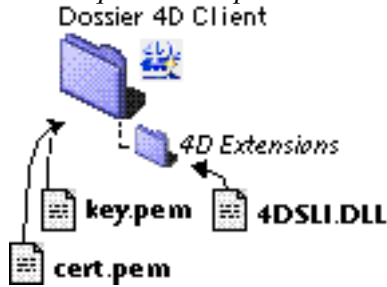 Dossier 4D Client
4D Extensions
key.pem
4DSLI.DLL
cert.pem